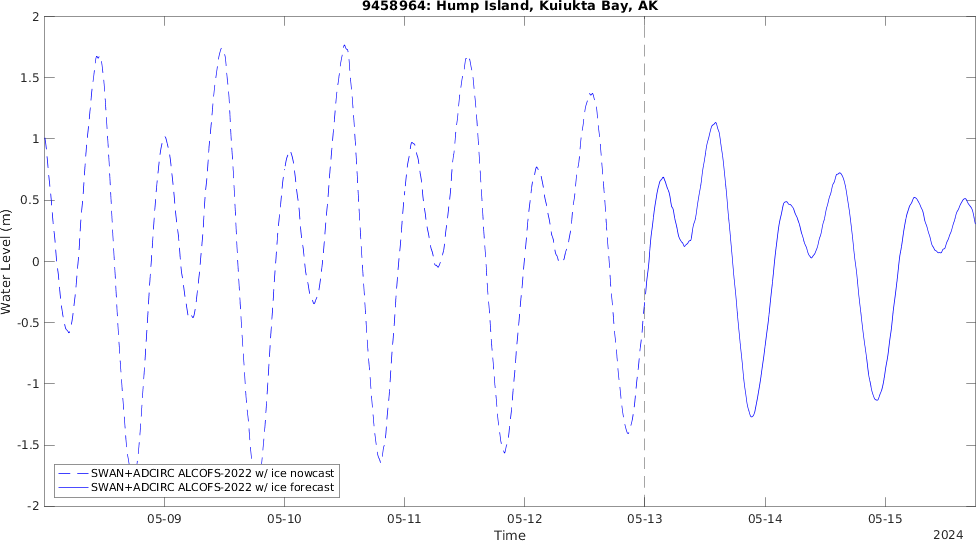 9458964: Hump Island, Kuiukta Bay, AK
2
1.5
1
0.5
0
-0.5
-1
-1.5
-2
Water Level (m)
SWAN+ADCIRC ALCOFS-2022 w/ ice nowcast
SWAN+ADCIRC ALCOFS-2022 w/ ice forecast
05-09 05-10 05-11 05-12 05-13 05-14 05-15
Time
2024